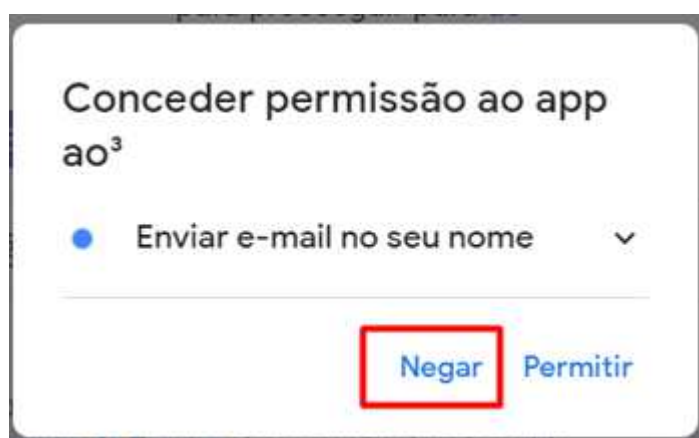 Conceder permissão ao app
ao³
Enviar e-mail no seu nome
Negar Permitir